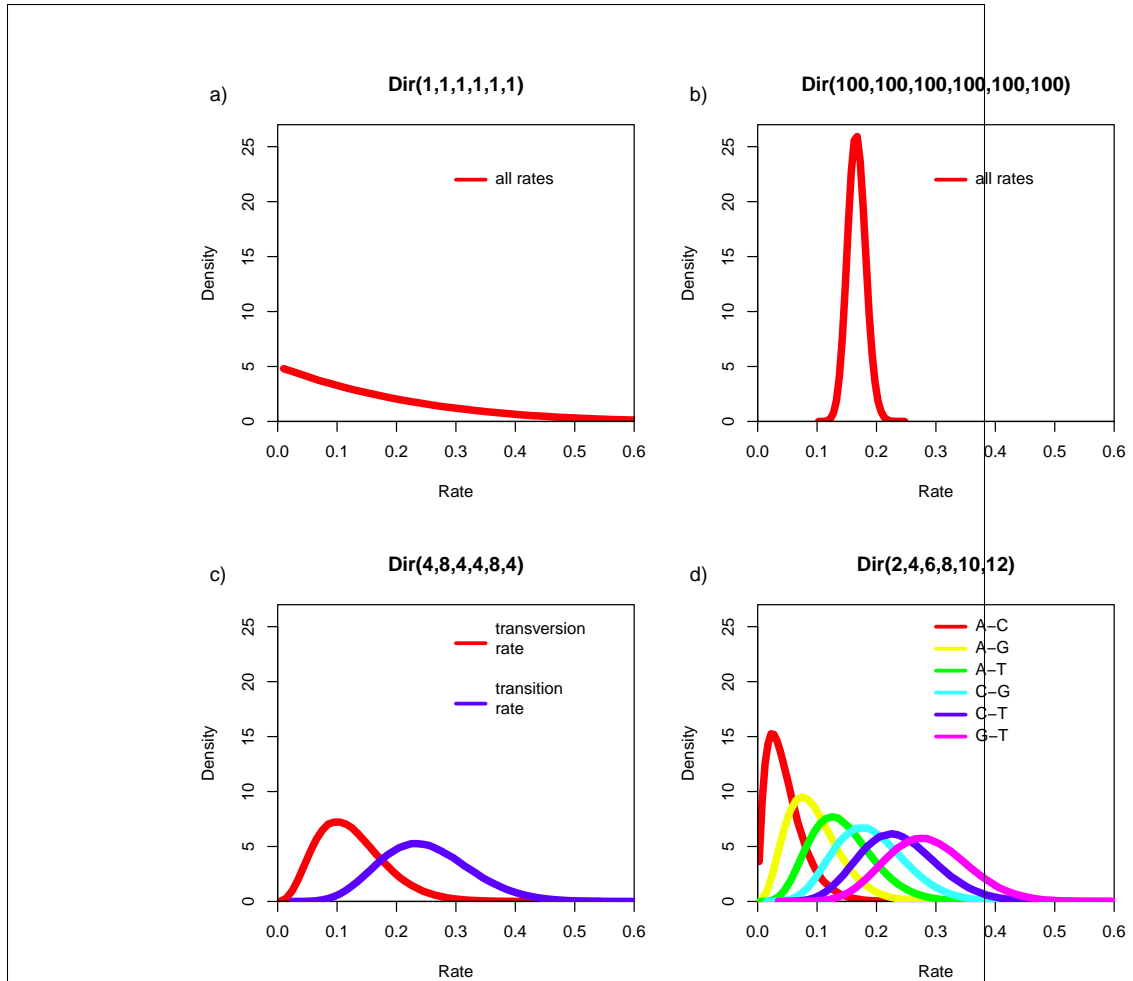 a)
Dir(1,1,1,1,1,1)
25
20
15
10
5
0
Density
all rates
0.0 0.1 0.2 0.3 0.4 0.5 0.6
Rate
b)
Dir(100,100,100,100,100,100)
25
20
15
10
5
0
Density
all rates
0.0 0.1 0.2 0.3 0.4 0.5 0.6
Rate
c)
Dir(4,8,4,4,8,4)
25
20
15
10
5
0
Density
transversion
rate
transition
rate
0.0 0.1 0.2 0.3 0.4 0.5 0.6
Rate
d)
Dir(2,4,6,8,10,12)
25
20
15
10
5
0
Density
A−C
A−G
A−T
C−G
C−T
G−T
0.0 0.1 0.2 0.3 0.4 0.5 0.6
Rate